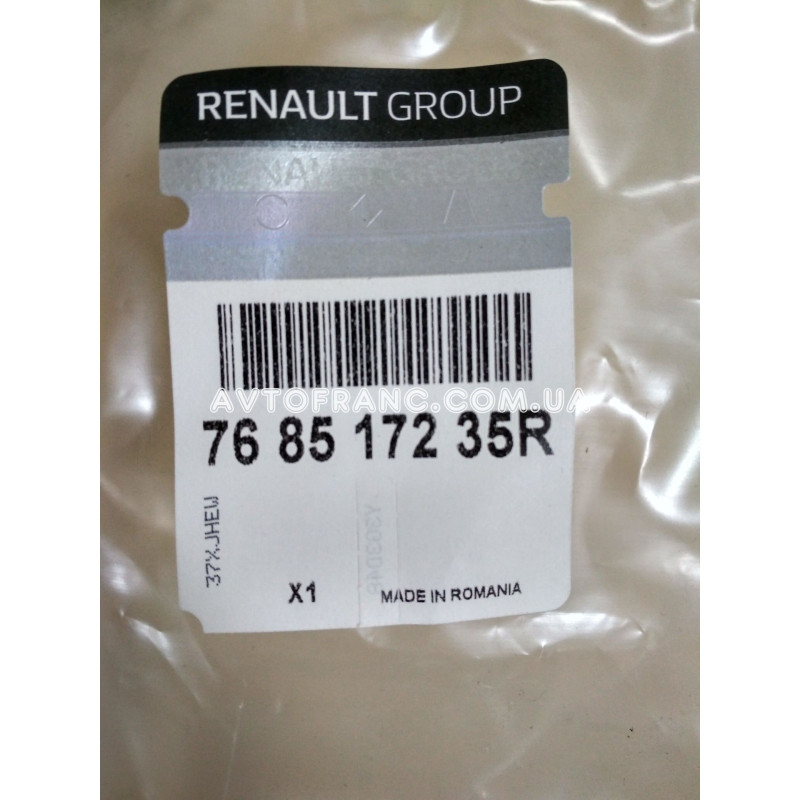 RENAULT GROUP
AVTOFRANC.COM.UA
76 85 172 35R
37X.JHEW
X1
MADE IN ROMANIA